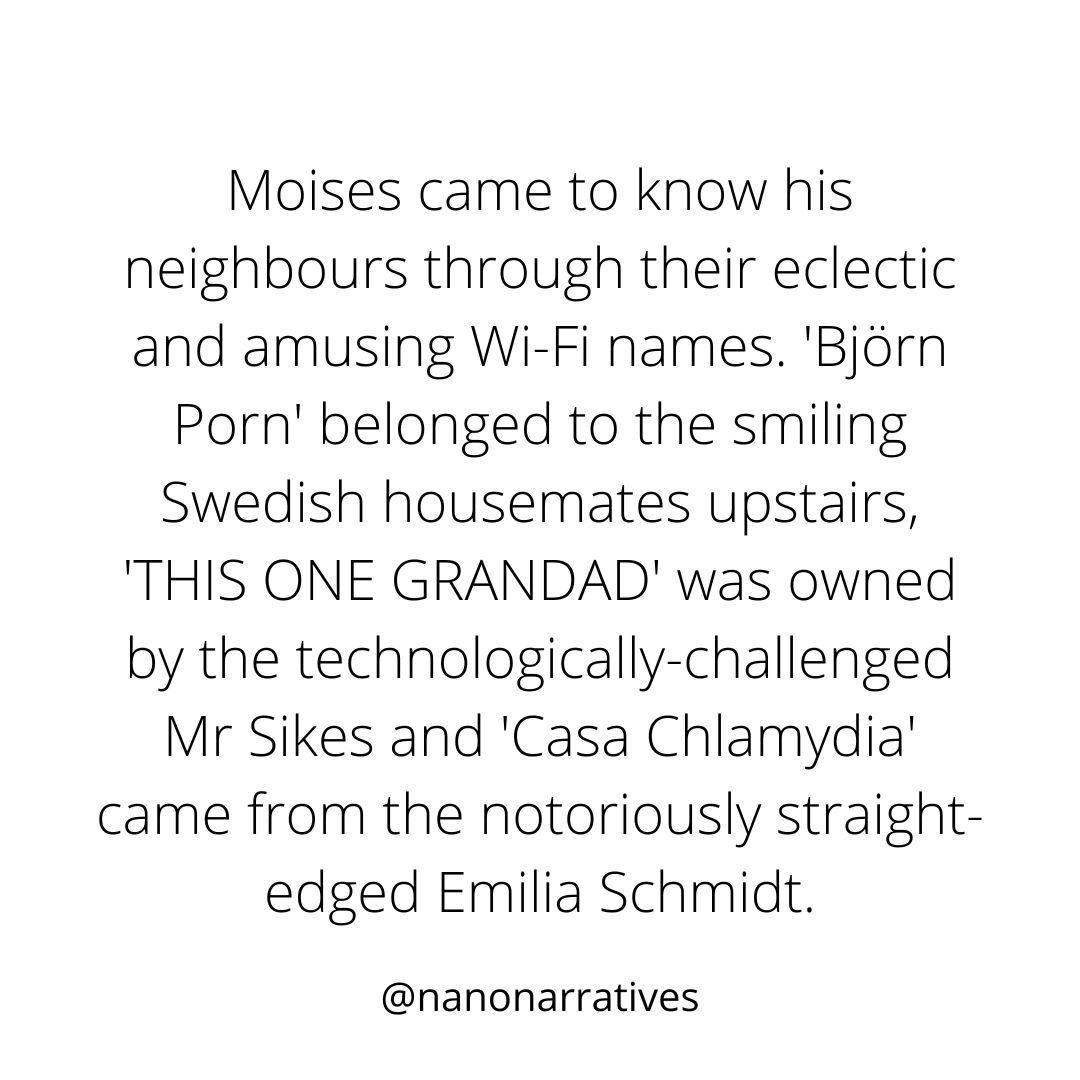 Moises came to know his
neighbours through their eclectic
and amusing Wi-Fi names. 'Björn
Porn' belonged to the smiling
Swedish housemates upstairs,
'THIS ONE GRANDAD' was owned
by the technologically-challenged
Mr Sikes and 'Casa Chlamydia'
came from the notoriously straight-
edged Emilia Schmidt.
@nanonarratives